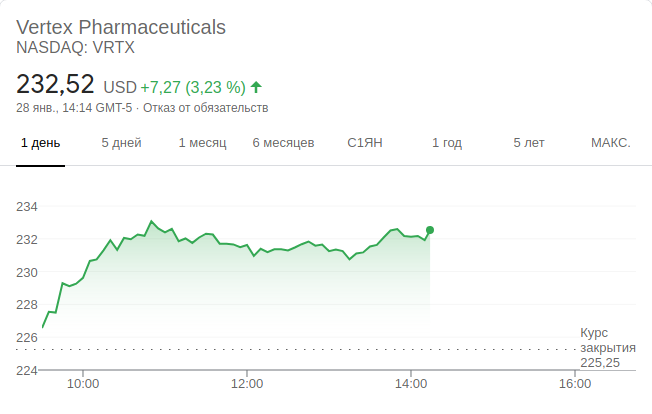 Vertex Pharmaceuticals
NASDAQ: VRTX
232,52 USD +7,27 (3,23 %)
28 янв., 14:14 GMT-5 · Отказ от обязательств
1 день 5 дней 1 месяц 6 месяцев С1ЯН 1 год 5 лет МАКС.
234
232
230
228
226
Курс
закрытия
225,25
224
10:00 12:00 14:00 16:00